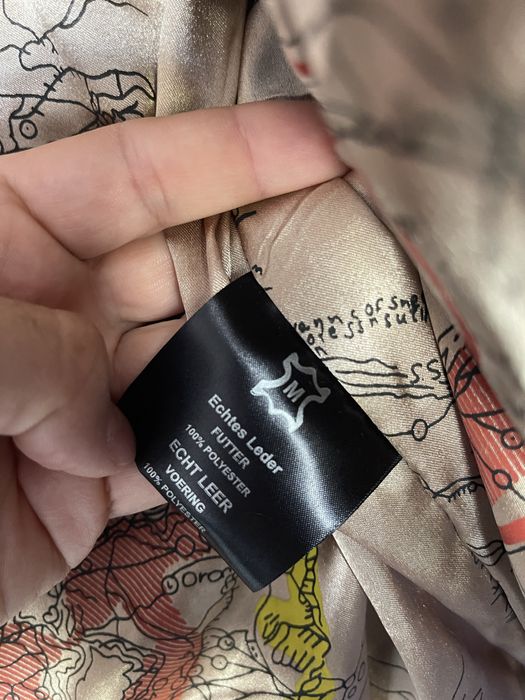 M
Echtes Leder
FUTTER
100% POLYESTER
ECHT LEER
VOERING
100% POLYESTER